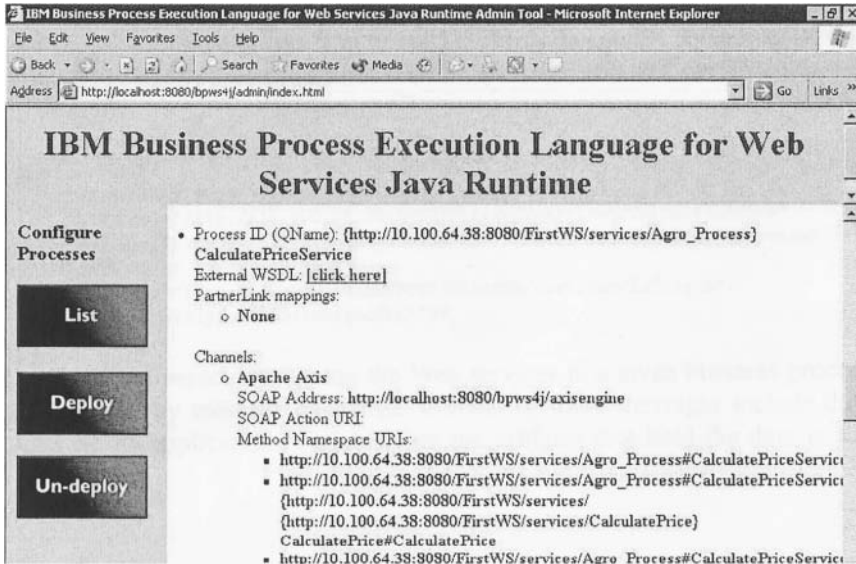 IBM Business Process Execution Language for Web Services Java Runtime Admin Tool - Microsoft Internet Explorer
File Edit View Favorites Tools Help
Back Search Favorites Media
Address http://localhost:8080/bpws4j/admin/index.html Go Links »
IBM Business Process Execution Language for Web
Services Java Runtime
Configure
Processes
List
Deploy
Un-deploy
• Process ID (QName): {http://10.100.64.38:8080/FirstWS/services/Agro_Process}
CalculatePriceService
External WSDL: [click here]
PartnerLink mappings:
o None
Channels:
o Apache Axis
SOAP Address: http://localhost:8080/bpws4j/axisengine
SOAP Action URI:
Method Namespace URIs:
▪ http://10.100.64.38:8080/FirstWS/services/Agro_Process#CalculatePriceService
▪ http://10.100.64.38:8080/FirstWS/services/Agro_Process#CalculatePriceService
{http://10.100.64.38:8080/FirstWS/services/
{http://10.100.64.38:8080/FirstWS/services/CalculatePrice}
CalculatePrice#CalculatePrice
▪ http://10.100.64.38:8080/FirstWS/services/Agro_Process#CalculatePriceService